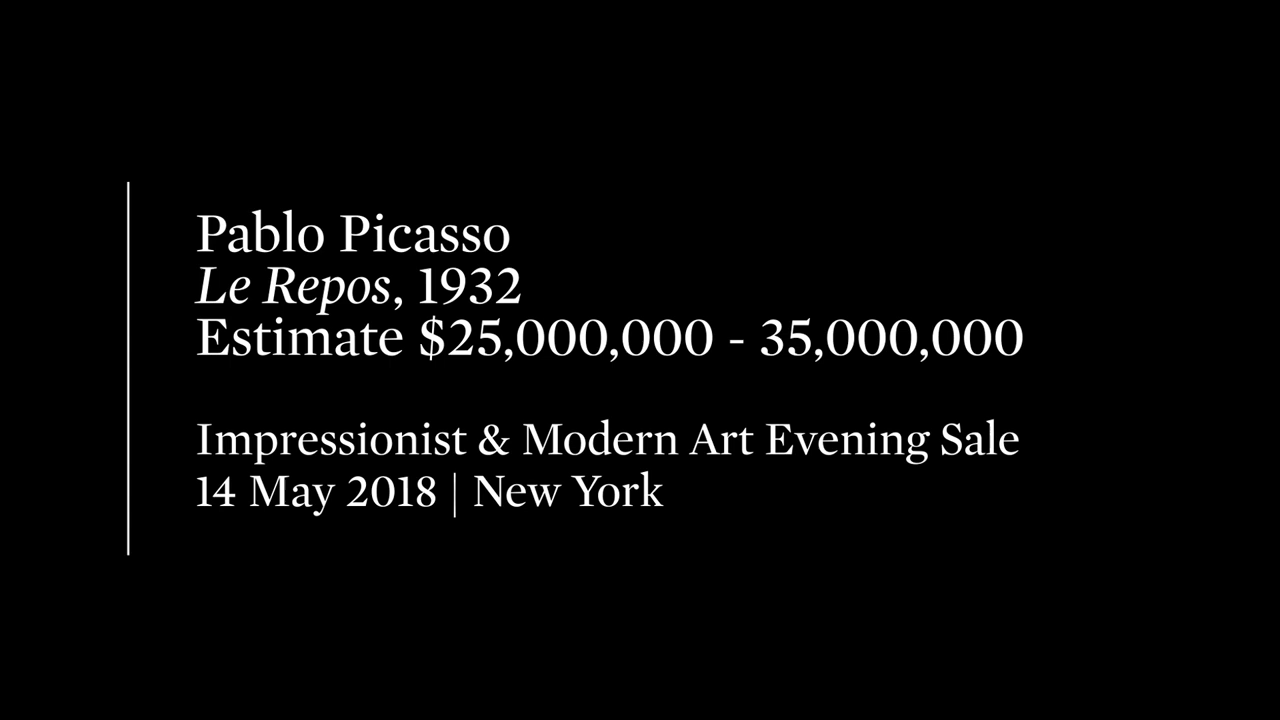 Pablo Picasso
Le Repos, 1932
Estimate $25,000,000 - 35,000,000
Impressionist & Modern Art Evening Sale
14 May 2018 | New York